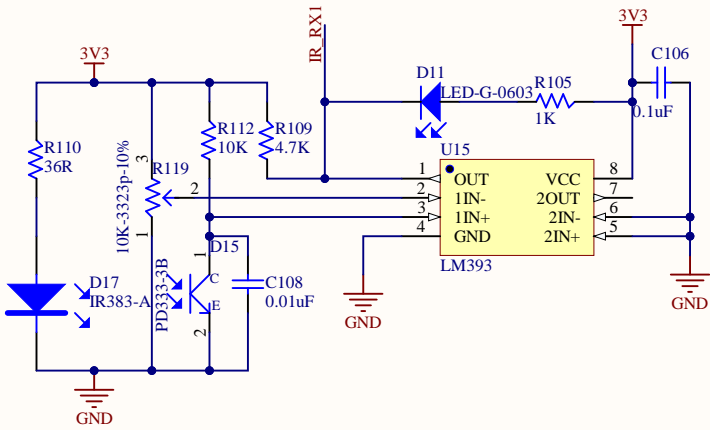 IR_RX1
3V3
3V3
C106
0.1uF
D11
LED-G-0603
R105
1K
R110
36R
R119
10K-3323p-10%
3
2
1
R112
10K
R109
4.7K
U15
1
OUT
VCC
8
2
1IN-
2OUT
7
3
1IN+
2IN-
6
4
GND
2IN+
5
LM393
D15
1
C
E
2
PD333-3B
C108
0.01uF
D17
IR383-A
GND
GND
GND